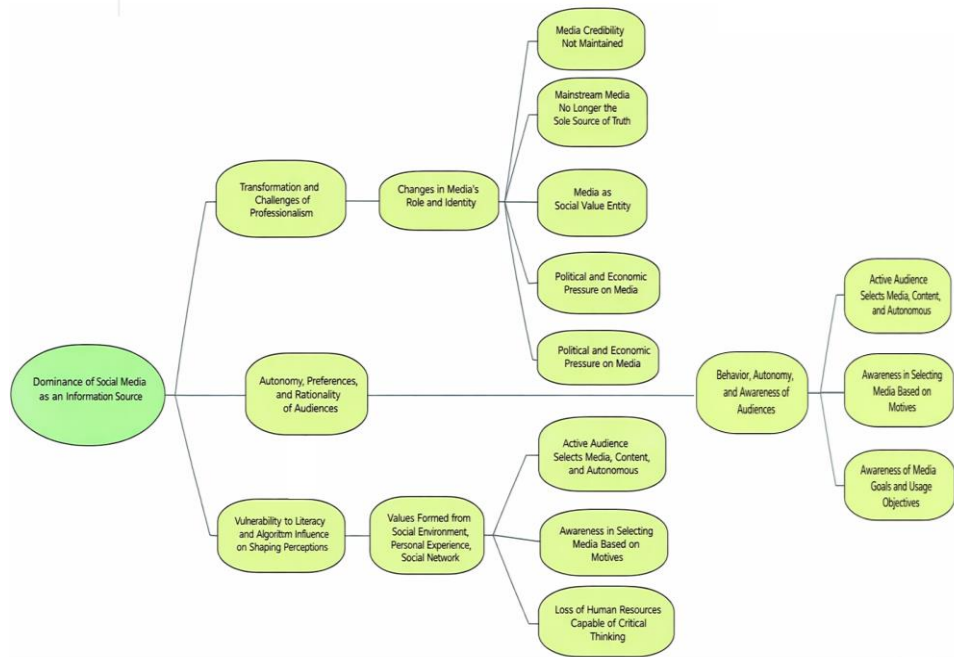 Media Credibility
Not Maintained
Mainstream Media
No Longer the
Sole Source of Truth
Transformation and
Challenges of
Professionalism
Changes in Media's
Role and Identity
Media as
Social Value Entity
Political and Economic
Pressure on Media
Political and Economic
Pressure on Media
Dominance of Social Media
as an Information Source
Autonomy, Preferences,
and Rationality
of Audiences
Behavior, Autonomy,
and Awareness of
Audiences
Active Audience
Selects Media, Content,
and Autonomous
Awareness in Selecting
Media Based on
Motives
Awareness of Media
Goals and Usage
Objectives
Vulnerability to Literacy
and Algoritm Influence
on Shaping Perceptions
Values Formed from
Social Environment,
Personal Experience,
Social Network
Active Audience
Selects Media, Content,
and Autonomous
Awareness in Selecting
Media Based on
Motives
Loss of Human Resources
Capable of Critical
Thinking